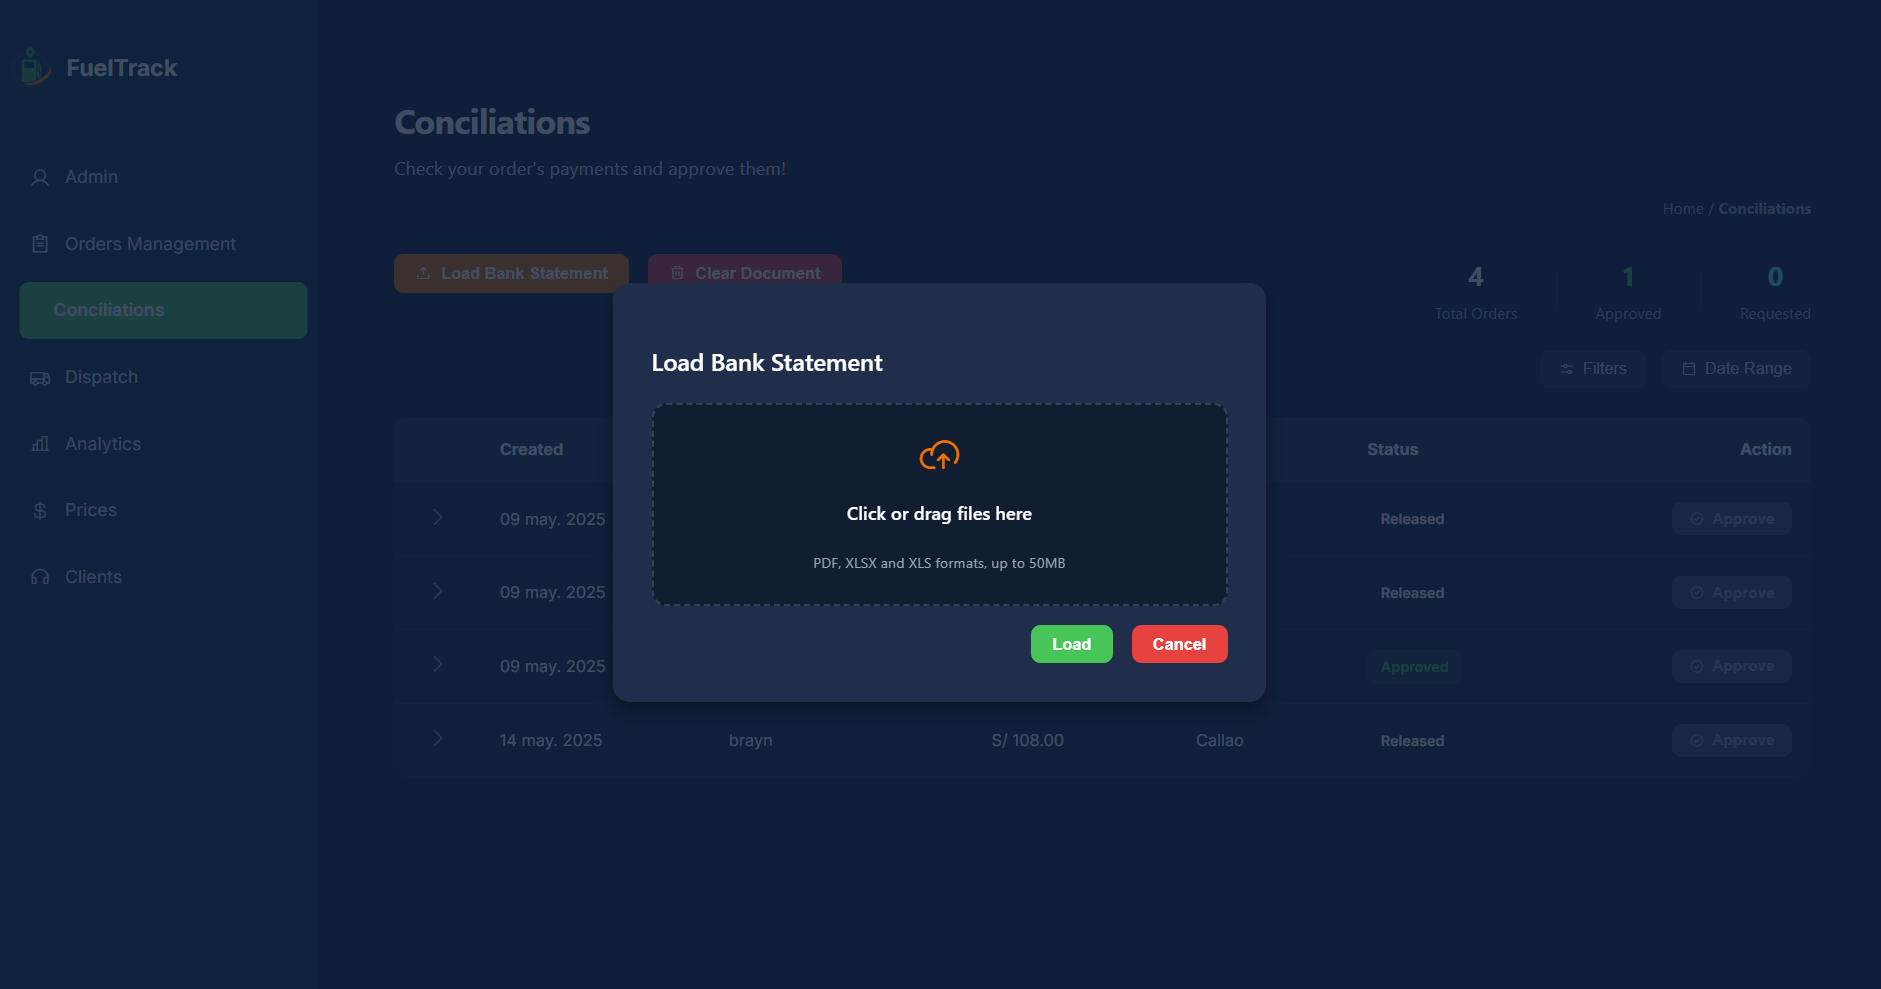 FuelTrack
Admin
Orders Management
Conciliations
Dispatch
Analytics
Prices
Clients
Conciliations
Check your order's payments and approve them!
Home / Conciliations
Load Bank Statement
Clear Document
4
Total Orders
1
Approved
0
Requested
Filters
Date Range
Created
Status
Action
09 may. 2025
Released
Approve
09 may. 2025
Released
Approve
09 may. 2025
Approved
Approve
14 may. 2025
brayn
S/ 108.00
Callao
Released
Approve
Load Bank Statement
Click or drag files here
PDF, XLSX and XLS formats, up to 50MB
Load
Cancel